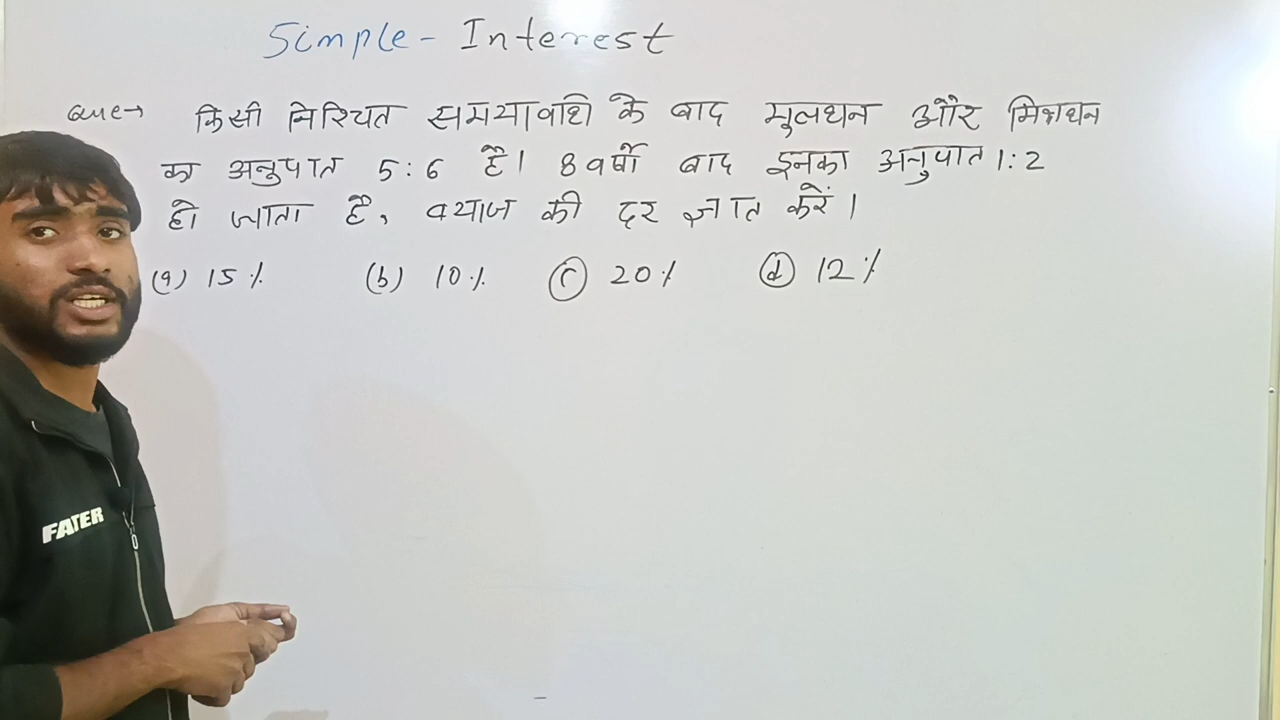 Simple - Interest
Que→ किसी निश्चित समयावधि के बाद मुलधन और मिश्रधन
का अनुपात 5:6 है। 8 वर्षो बाद इनका अनुपात 1:2
हो जाता है, बयाज की दर ज्ञात करें।
(a) 15% (b) 10% (c) 20% (d) 12%
FATER